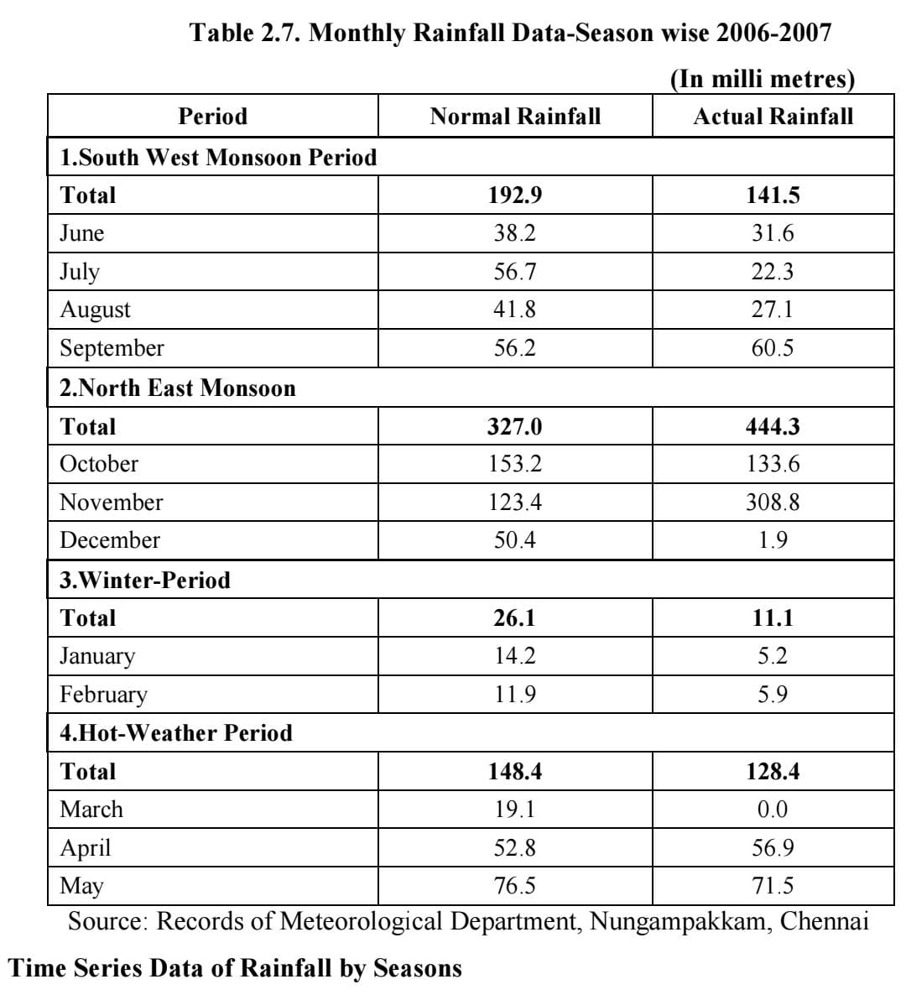 Table 2.7. Monthly Rainfall Data-Season wise 2006-2007
(In milli metres)
Period Normal Rainfall Actual Rainfall
1.South West Monsoon Period
Total 192.9 141.5
June 38.2 31.6
July 56.7 22.3
August 41.8 27.1
September 56.2 60.5
2.North East Monsoon
Total 327.0 444.3
October 153.2 133.6
November 123.4 308.8
December 50.4 1.9
3.Winter-Period
Total 26.1 11.1
January 14.2 5.2
February 11.9 5.9
4.Hot-Weather Period
Total 148.4 128.4
March 19.1 0.0
April 52.8 56.9
May 76.5 71.5
Source: Records of Meteorological Department, Nungampakkam, Chennai
Time Series Data of Rainfall by Seasons